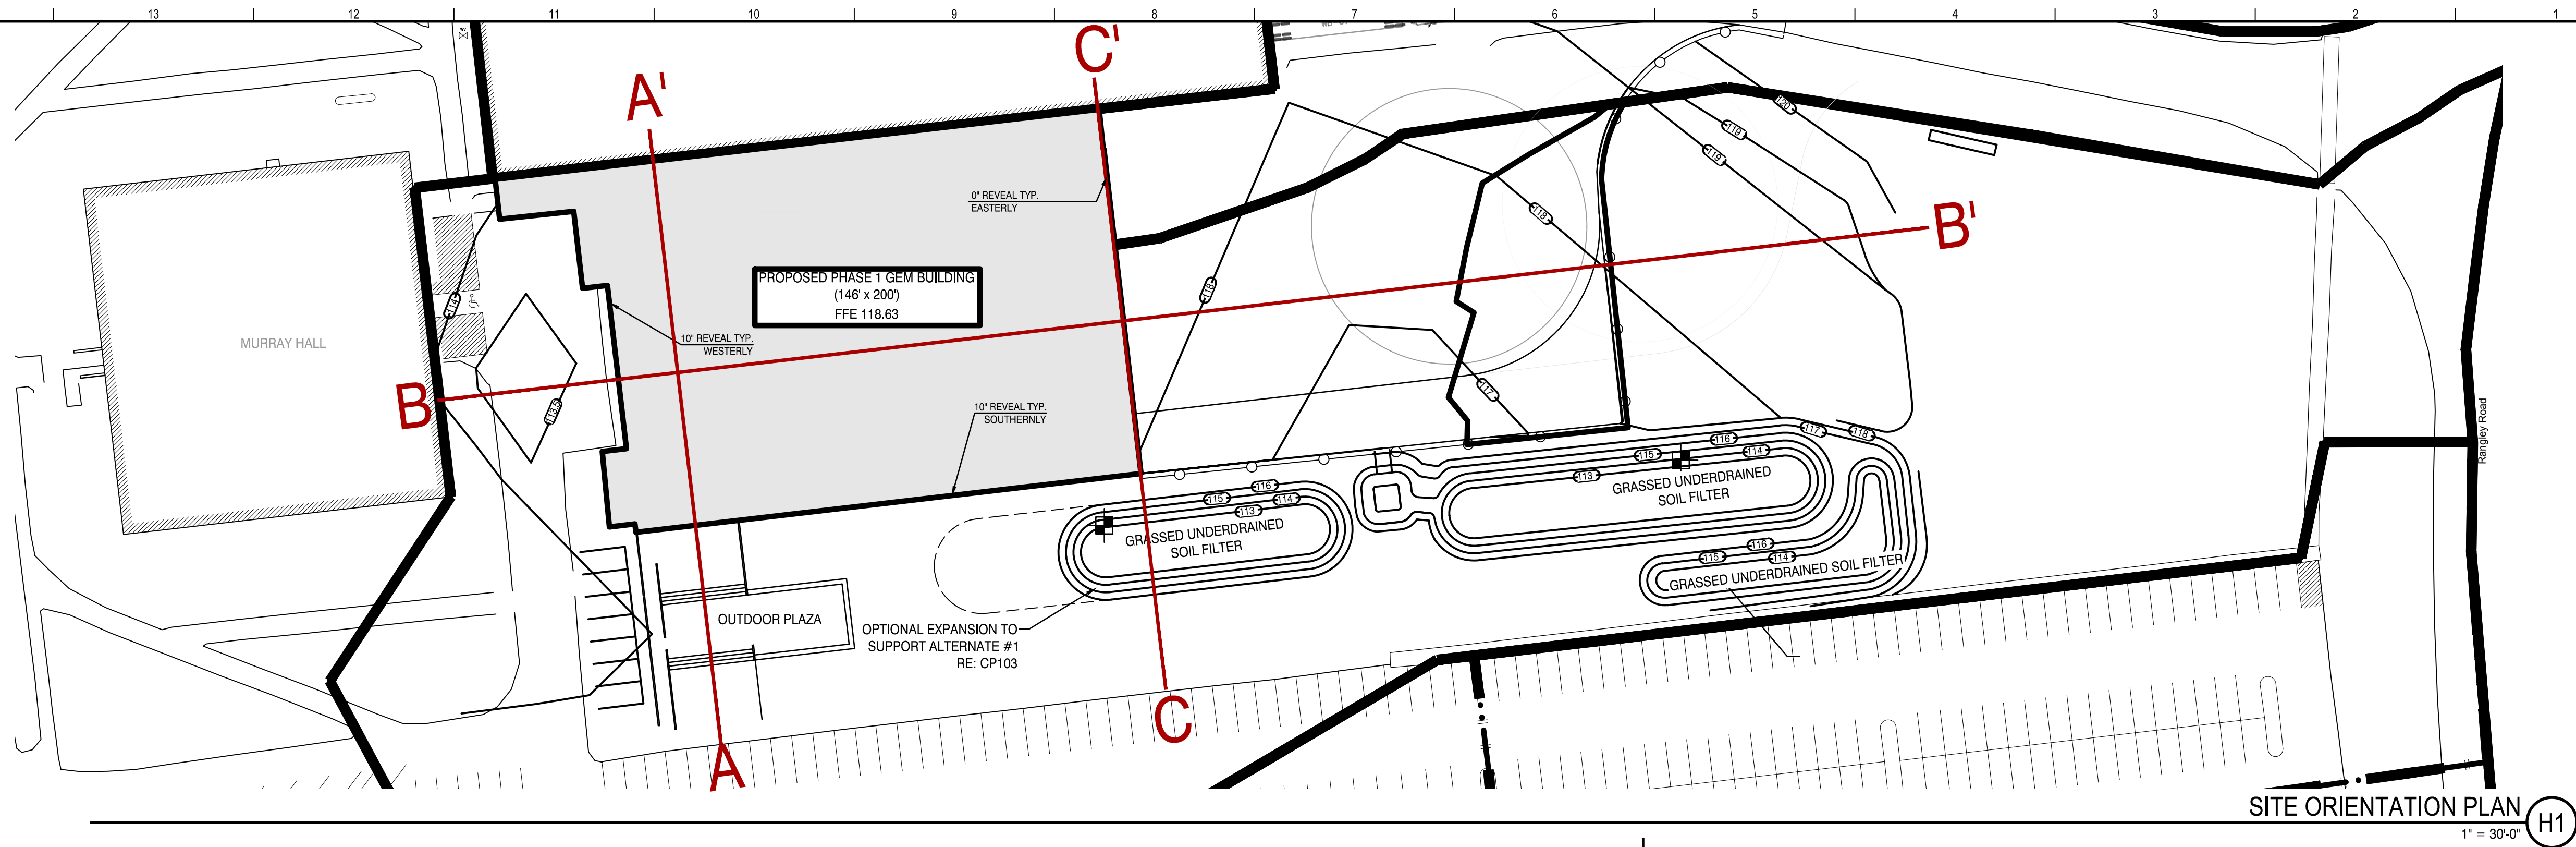 13 12 11 10 9 8 7 6 5 4 3 2 1
C'
A'
120
119
119
0" REVEAL TYP.
EASTERLY
118
B'
PROPOSED PHASE 1 GEM BUILDING
(146' x 200')
FFE 118.63
118
114
MURRAY HALL
10" REVEAL TYP.
WESTERLY
117
B
113.5
10" REVEAL TYP.
SOUTHERNLY
Rangley Road
117
118
116
115
114
113
GRASSED UNDERDRAINED
SOIL FILTER
116
115
114
113
GRASSED UNDERDRAINED
SOIL FILTER
116
115
114
GRASSED UNDERDRAINED SOIL FILTER
OUTDOOR PLAZA
OPTIONAL EXPANSION TO
SUPPORT ALTERNATE #1
RE: CP103
C
A
SITE ORIENTATION PLAN
H1
1" = 30'-0"